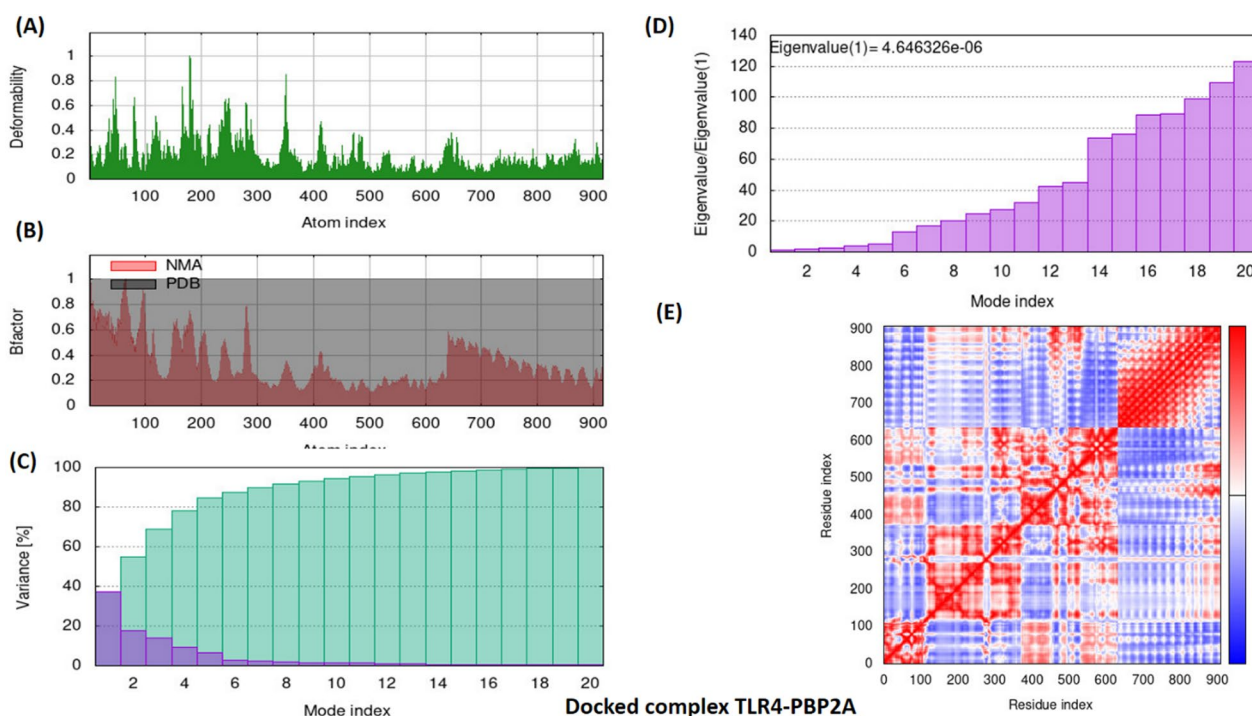 (A)
Deformability
1
0.8
0.6
0.4
0.2
0
100 200 300 400 500 600 700 800 900
Atom index
(B)
NMA
PDB
Bfactor
1
0.8
0.6
0.4
0.2
0
100 200 300 400 500 600 700 800 900
Atom index
(C)
Variance [%]
100
80
60
40
20
0
2 4 6 8 10 12 14 16 18 20
Mode index
(D)
Eigenvalue(1)= 4.646326e-06
Eigenvalue/Eigenvalue(1)
140
120
100
80
60
40
20
0
2 4 6 8 10 12 14 16 18 20
Mode index
(E)
Residue index
900
800
700
600
500
400
300
200
100
0
0 100 200 300 400 500 600 700 800 900
Residue index
Docked complex TLR4-PBP2A